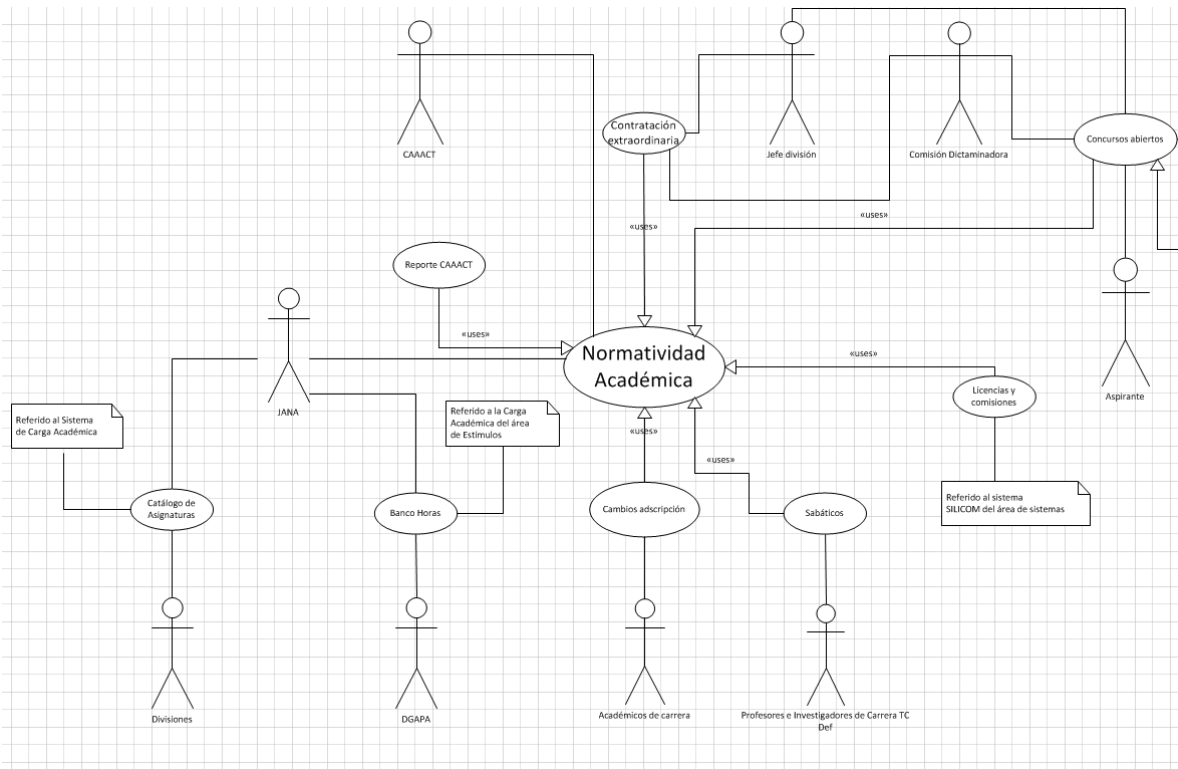 CAAACT
Contratación
extraordinaria
Jefe división
Comisión Dictaminadora
Concursos abiertos
«uses»
«uses»
Reporte CAAACT
«uses»
Normatividad
Académica
«uses»
Licencias y
comisiones
Aspirante
JANA
Referido al Sistema
de Carga Académica
Referido a la Carga
Académica del área
de Estímulos
«uses»
«uses»
Referido al sistema
SILICOM del área de sistemas
Catálogo de
Asignaturas
Banco Horas
Cambios adscripción
Sabáticos
Divisiones
DGAPA
Académicos de carrera
Profesores e Investigadores de Carrera TC
Def